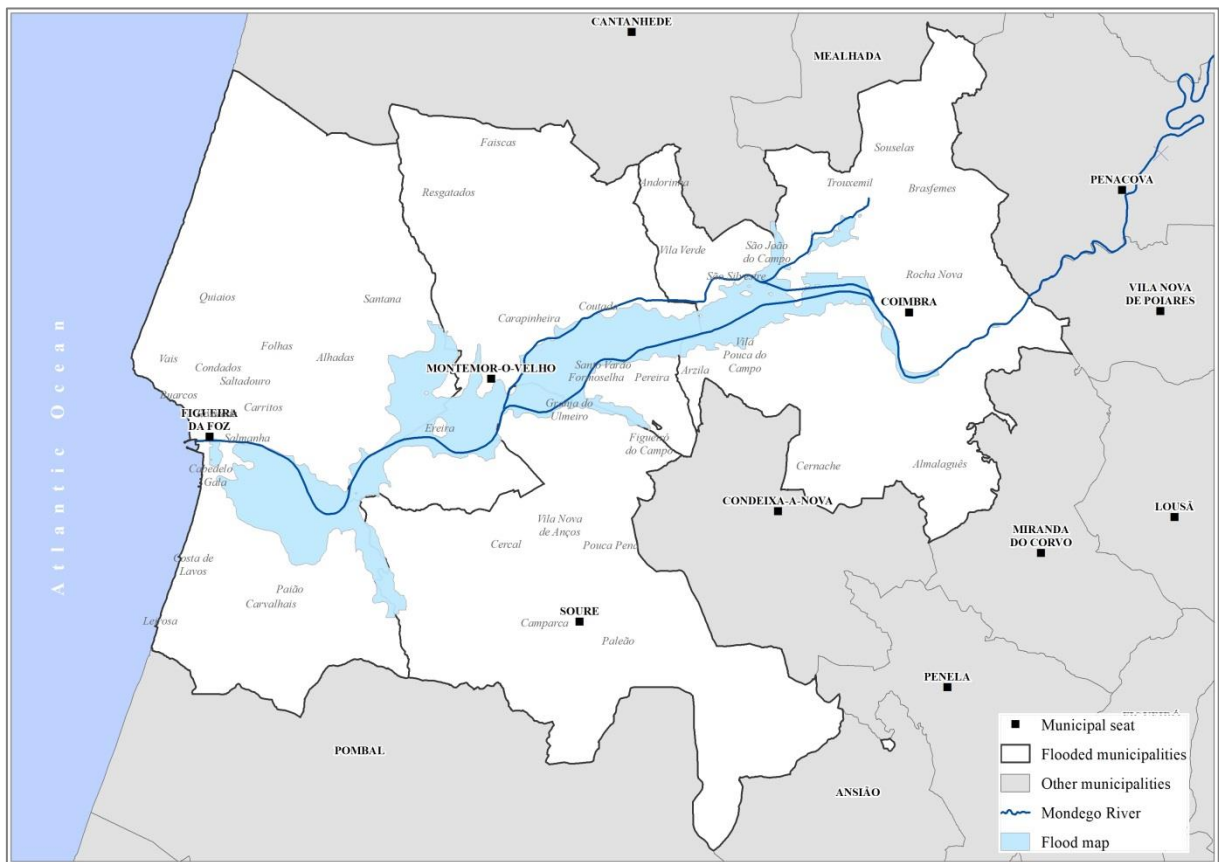 CANTANHEDE
MEALHADA
Faiscas
Souselas
Andorinha
Trouxemil
Resgatados
Brasfemes
PENACOVA
São João
do Campo
Vila Verde
São Silvestre
Rocha Nova
Quiaios
Santana
VILA NOVA
DE POIARES
COIMBRA
Coutada
Carapinheira
Folhas
Vila
Pouca do
Campo
Vais
Alhadas
Condados
MONTEMOR-O-VELHO
Santo Varão
Arzila
Saltadouro
Formoselha
Pereira
Buarcos
Carritos
Granja do
Ulmeiro
FIGUEIRA
DA FOZ
Salmanha
Ereira
Figueiró
do Campo
Cabedelo
Gala
Cernache
Almalaguês
CONDEIXA-A-NOVA
LOUSÃ
Vila Nova
de Anços
MIRANDA
DO CORVO
Cercal
Pouca Pena
Costa de
Lavos
Paião
Carvalhais
SOURE
Leirosa
Camparca
Paleão
PENELA
POMBAL
ANSIÃO
Atlantic Ocean
Municipal seat
Flooded municipalities
Other municipalities
Mondego River
Flood map